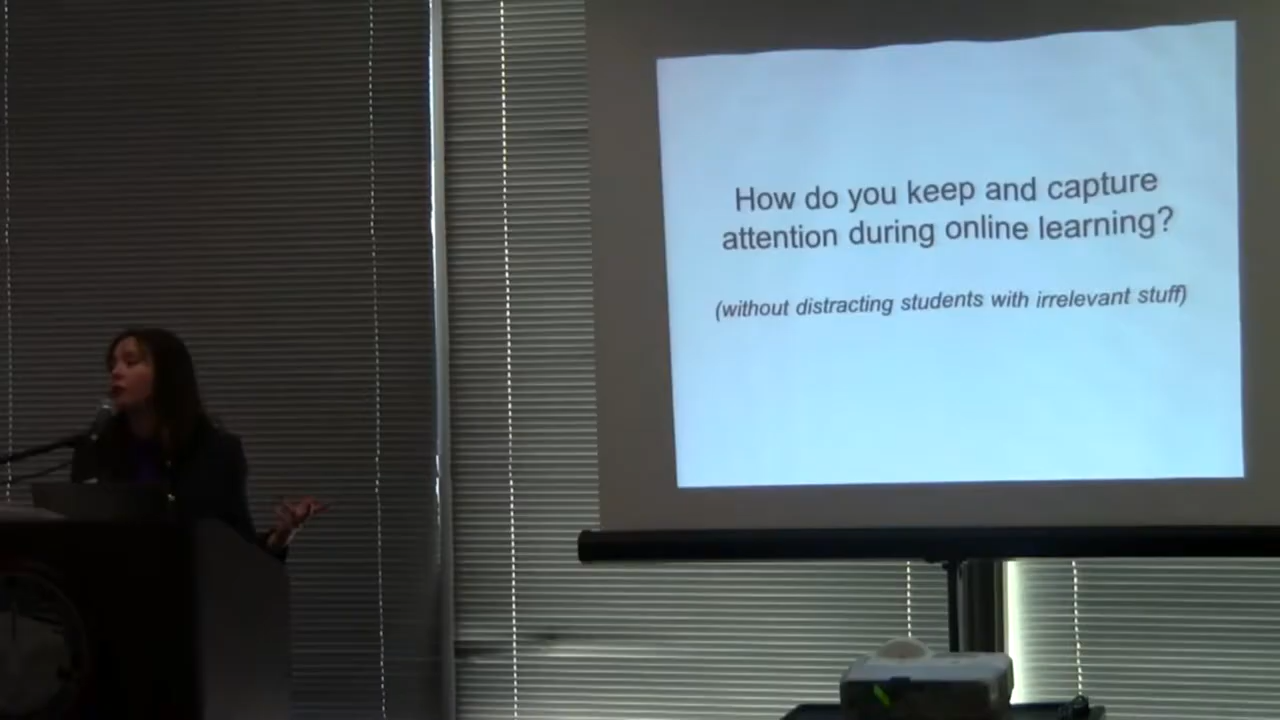 How do you keep and capture
attention during online learning?
(without distracting students with irrelevant stuff)